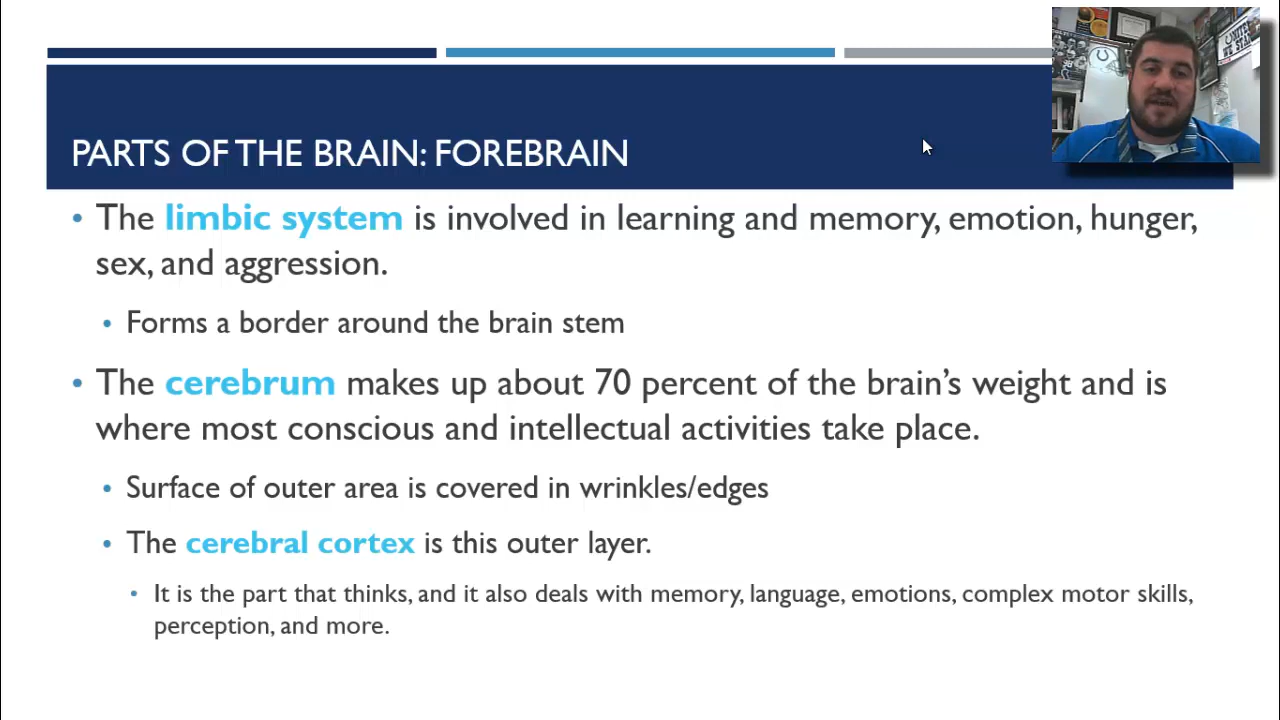 PARTS OF THE BRAIN: FOREBRAIN
• The limbic system is involved in learning and memory, emotion, hunger,
sex, and aggression.
• Forms a border around the brain stem
• The cerebrum makes up about 70 percent of the brain's weight and is
where most conscious and intellectual activities take place.
• Surface of outer area is covered in wrinkles/edges
• The cerebral cortex is this outer layer.
• It is the part that thinks, and it also deals with memory, language, emotions, complex motor skills,
perception, and more.